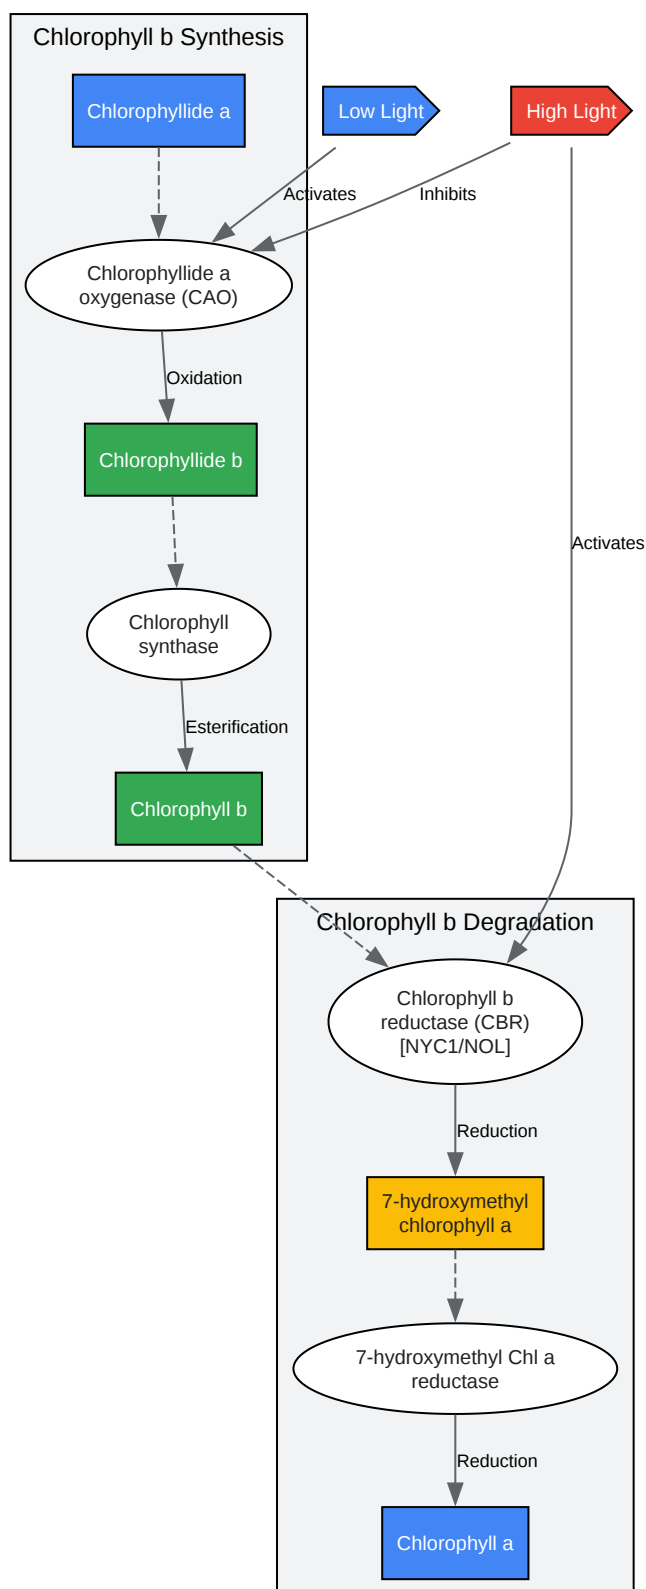 Chlorophyll b Synthesis
Chlorophyllide a
Low Light
High Light
Activates
Inhibits
Chlorophyllide a
oxygenase (CAO)
Oxidation
Chlorophyllide b
Activates
Chlorophyll
synthase
Esterification
Chlorophyll b
Chlorophyll b Degradation
Chlorophyll b
reductase (CBR)
[NYC1/NOL]
Reduction
7-hydroxymethyl
chlorophyll a
7-hydroxymethyl Chl a
reductase
Reduction
Chlorophyll a